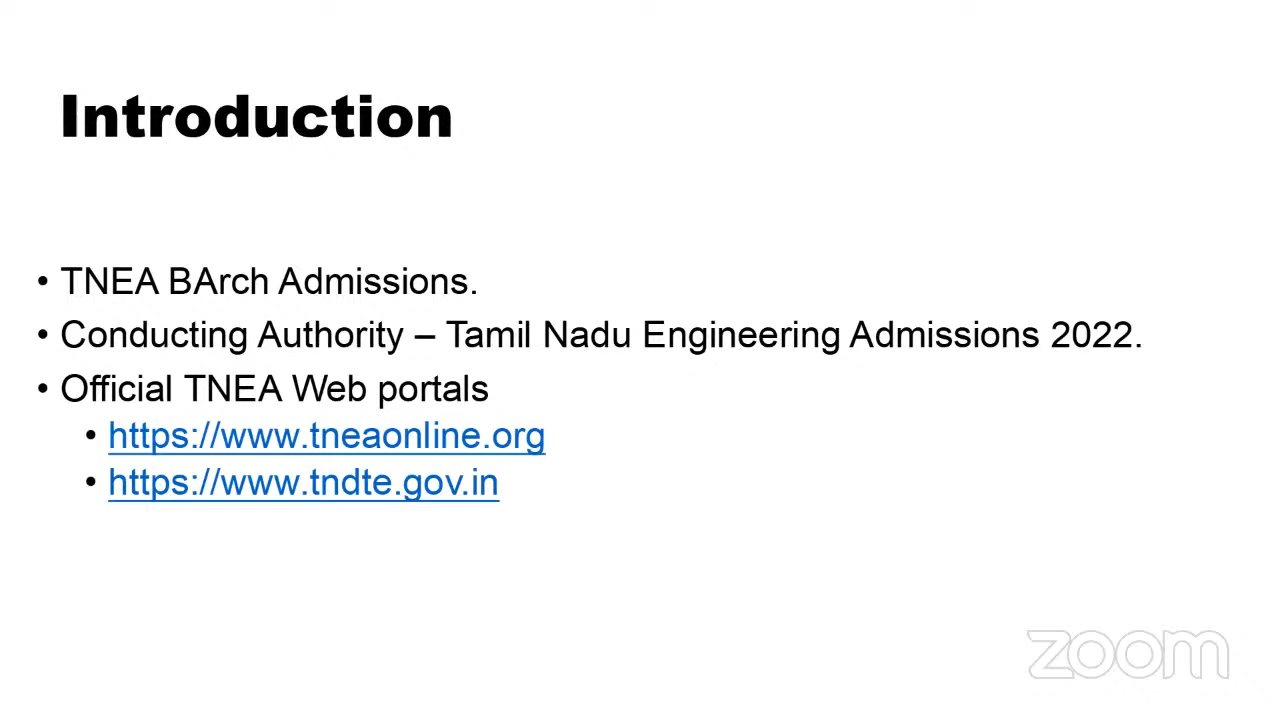 Introduction
• TNEA BArch Admissions.
• Conducting Authority – Tamil Nadu Engineering Admissions 2022.
• Official TNEA Web portals
• https://www.tneaonline.org
• https://www.tndte.gov.in
zoom